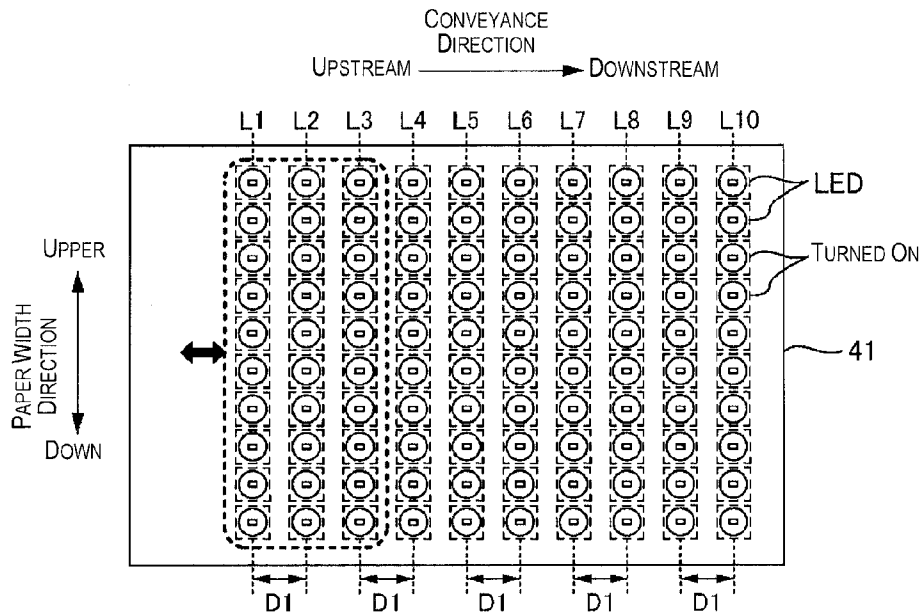 CONVEYANCE
DIRECTION
UPSTREAM DOWNSTREAM
L1 L2 L3 L4 L5 L6 L7 L8 L9 L10
LED
UPPER
TURNED ON
PAPER WIDTH
DIRECTION
41
DOWN
D1 D1 D1 D1 D1